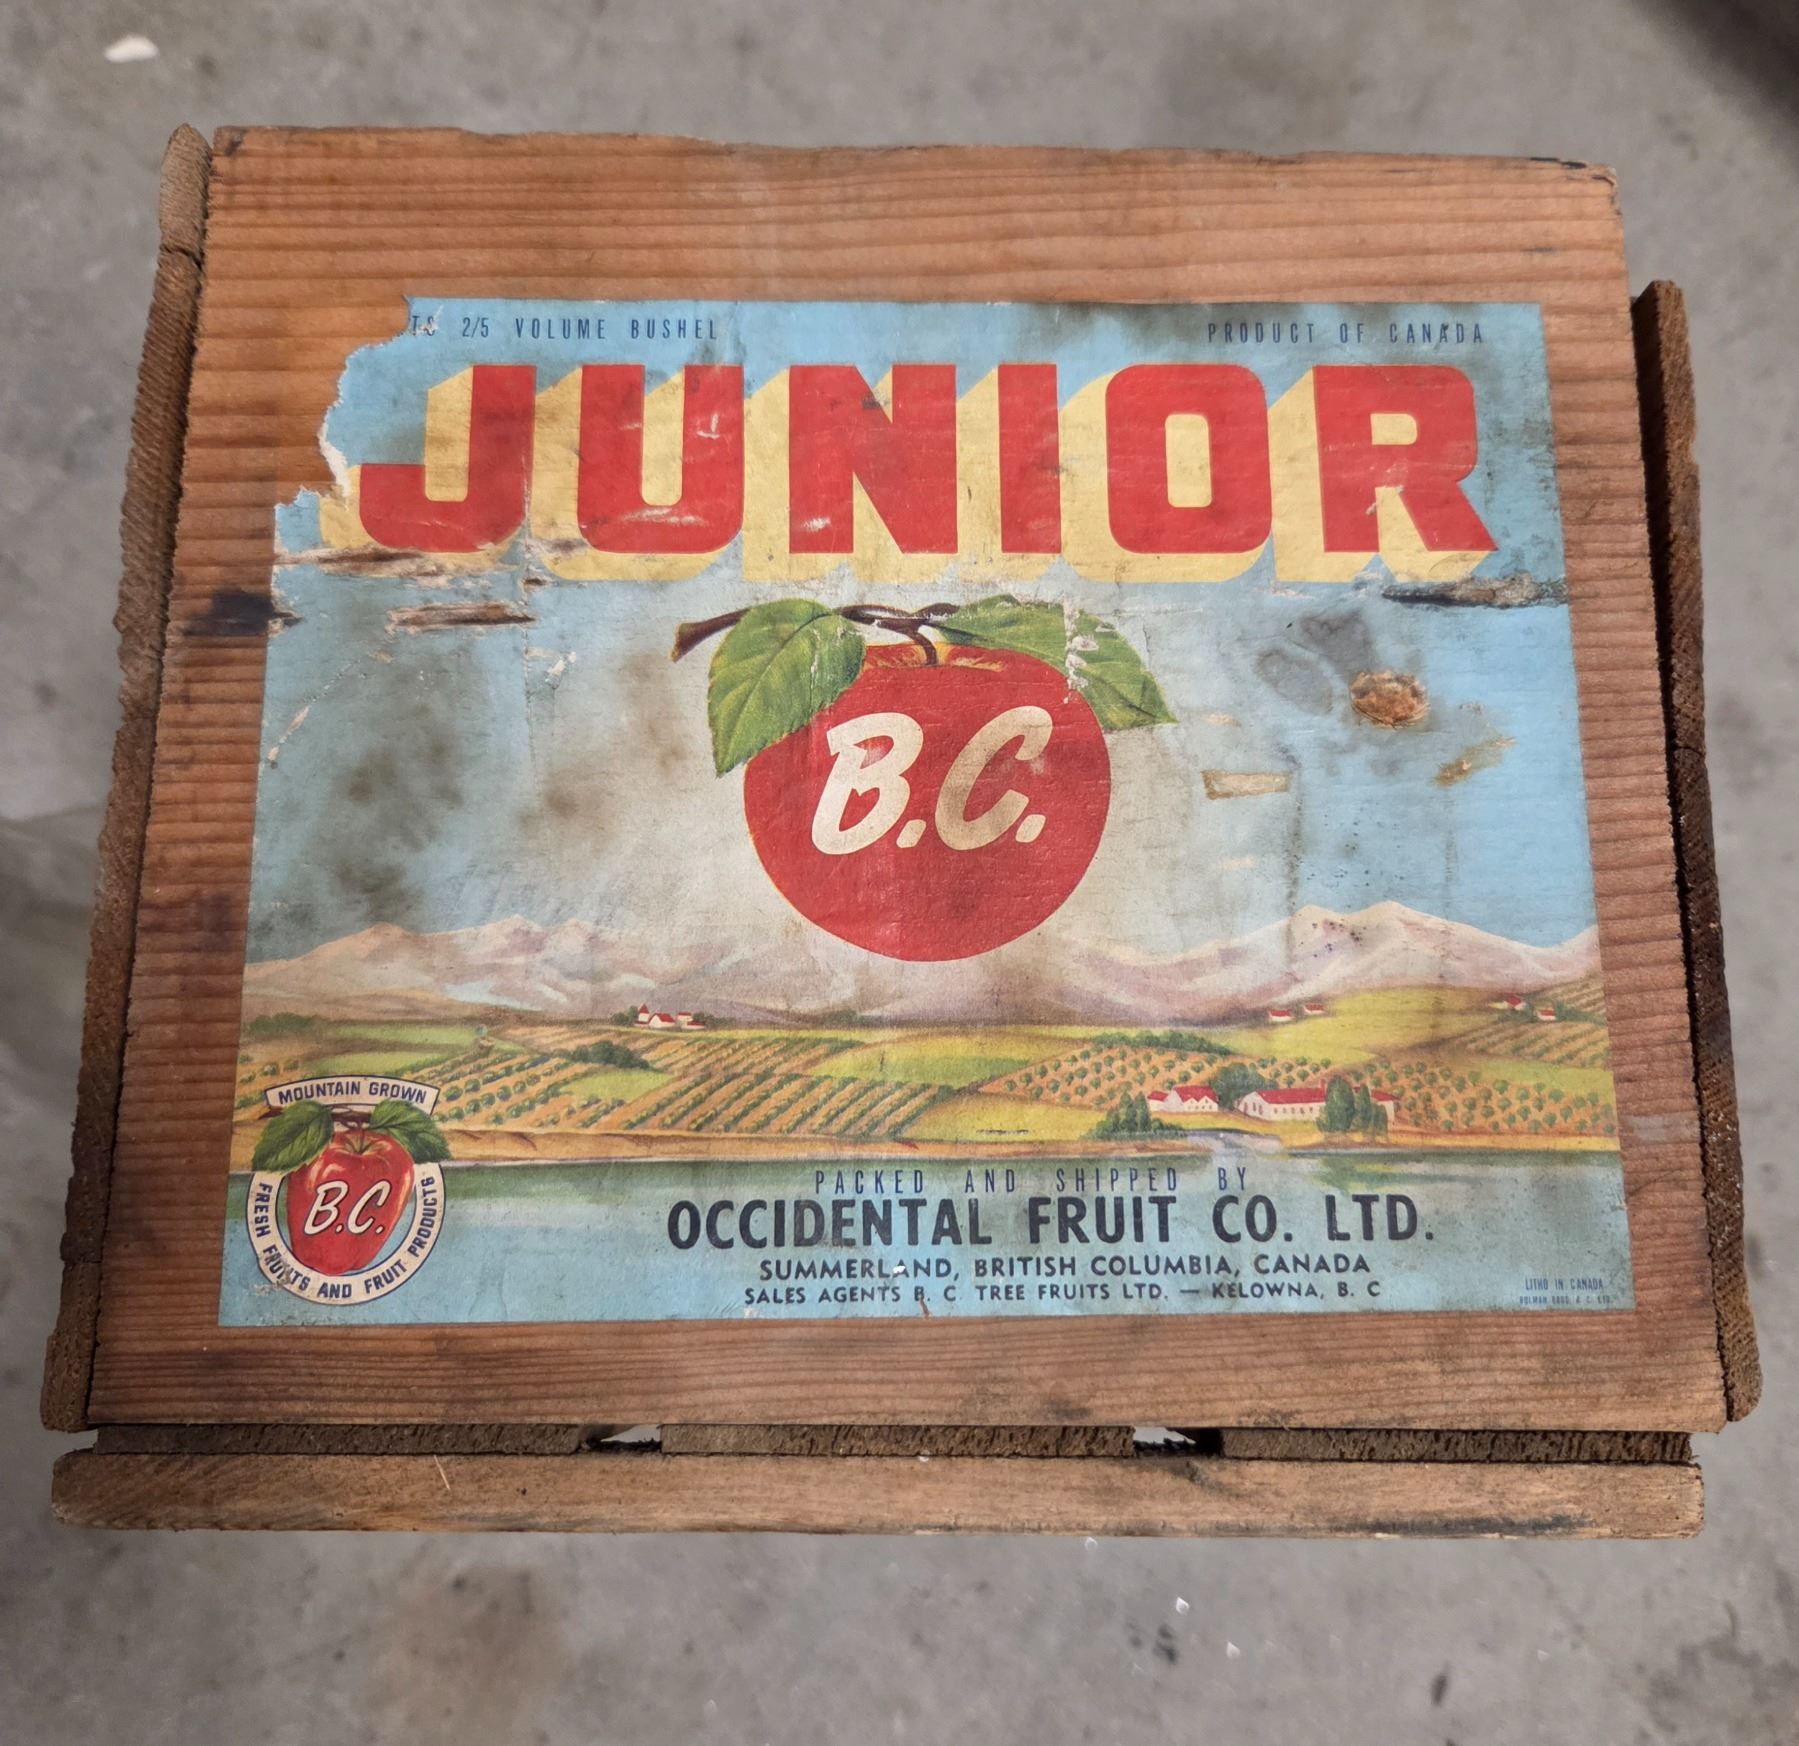 TS 2/5 VOLUME BUSHEL
PRODUCT OF CANADA
JUNIOR
B.C.
MOUNTAIN GROWN
B.C.
FRESH FRUITS AND FRUIT PRODUCTS
PACKED AND SHIPPED BY
OCCIDENTAL FRUIT CO. LTD.
SUMMERLAND, BRITISH COLUMBIA, CANADA
SALES AGENTS B. C. TREE FRUITS LTD. — KELOWNA, B. C
LITHO IN CANADA